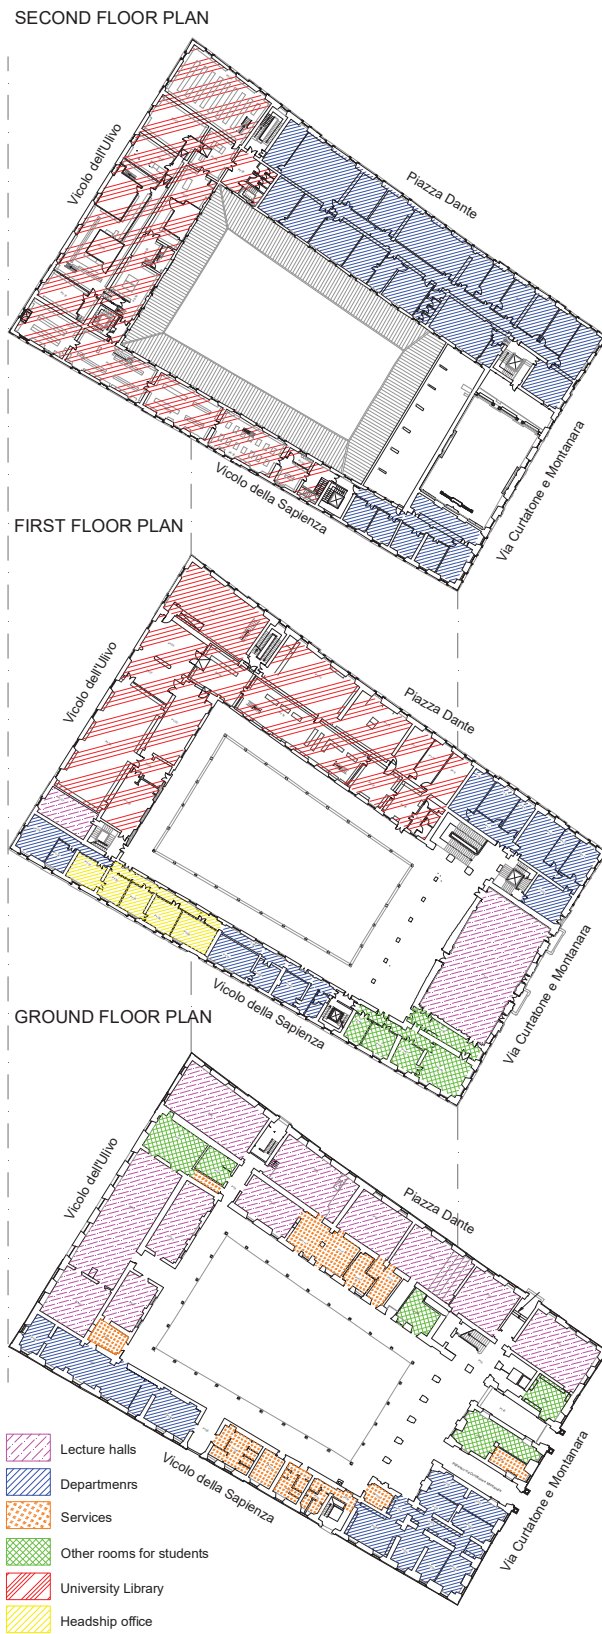 SECOND FLOOR PLAN
Vicolo dell'Ulivo
Piazza Dante
Vicolo della Sapienza
Via Curtatone e Montanara
FIRST FLOOR PLAN
Vicolo dell'Ulivo
Piazza Dante
Vicolo della Sapienza
Via Curtatone e Montanara
GROUND FLOOR PLAN
Vicolo dell'Ulivo
Piazza Dante
Vicolo della Sapienza
Via Curtatone e Montanara
Lecture halls
Departmenrs
Services
Other rooms for students
University Library
Headship office